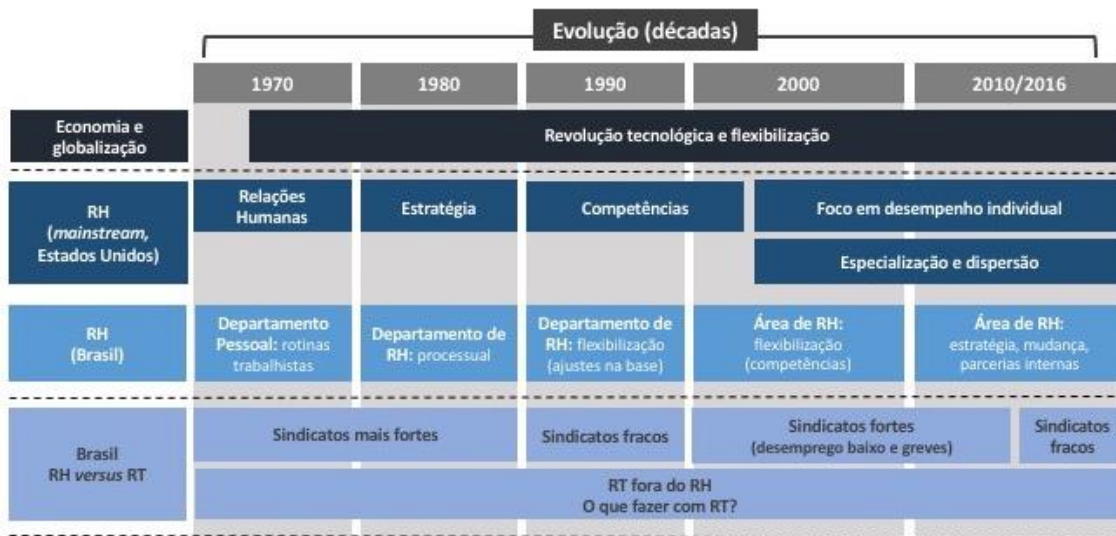 Evolução (décadas)
1970
1980
1990
2000
2010/2016
Economia e
globalização
Revolução tecnológica e flexibilização
RH
(mainstream,
Estados Unidos)
Relações
Humanas
Estratégia
Competências
Foco em desempenho individual
Especialização e dispersão
RH
(Brasil)
Departamento
Pessoal: rotinas
trabalhistas
Departamento de
RH: processual
Departamento de
RH: flexibilização
(ajustes na base)
Área de RH:
flexibilização
(competências)
Área de RH:
estratégia, mudança,
parcerias internas
Brasil
RH versus RT
Sindicatos mais fortes
Sindicatos fracos
Sindicatos fortes
(desemprego baixo e greves)
Sindicatos
fracos
RT fora do RH
O que fazer com RT?